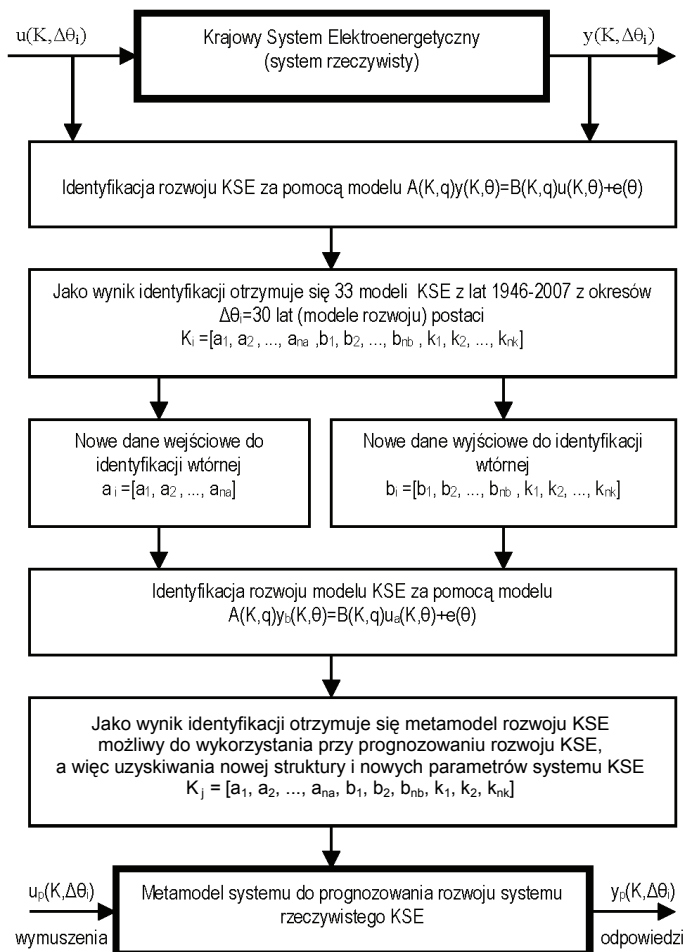 u(K,Δθi)
Krajowy System Elektroenergetyczny
(system rzeczywisty)
y(K,Δθi)
Identyfikacja rozwoju KSE za pomocą modelu A(K,q)y(K,θ)=B(K,q)u(K,θ)+e(θ)
Jako wynik identyfikacji otrzymuje się 33 modeli KSE z lat 1946-2007 z okresów
Δθi=30 lat (modele rozwoju) postaci
Ki =[a1, a2 , ..., ana ,b1, b2, ..., bnb , k1, k2, ..., knk]
Nowe dane wejściowe do
identyfikacji wtórnej
ai =[a1, a2 , ..., ana]
Nowe dane wyjściowe do identyfikacji
wtórnej
bi =[b1, b2, ..., bnb , k1, k2, ..., knk]
Identyfikacja rozwoju modelu KSE za pomocą modelu
A(K,q)yb(K,θ)=B(K,q)ua(K,θ)+e(θ)
Jako wynik identyfikacji otrzymuje się metamodel rozwoju KSE
możliwy do wykorzystania przy prognozowaniu rozwoju KSE,
a więc uzyskiwania nowej struktury i nowych parametrów systemu KSE
Kj = [a1, a2, ..., ana, b1, b2, bnb, k1, k2, knk]
up(K,Δθi)
wymuszenia
Metamodel systemu do prognozowania rozwoju systemu
rzeczywistego KSE
yp(K,Δθi)
odpowiedzi